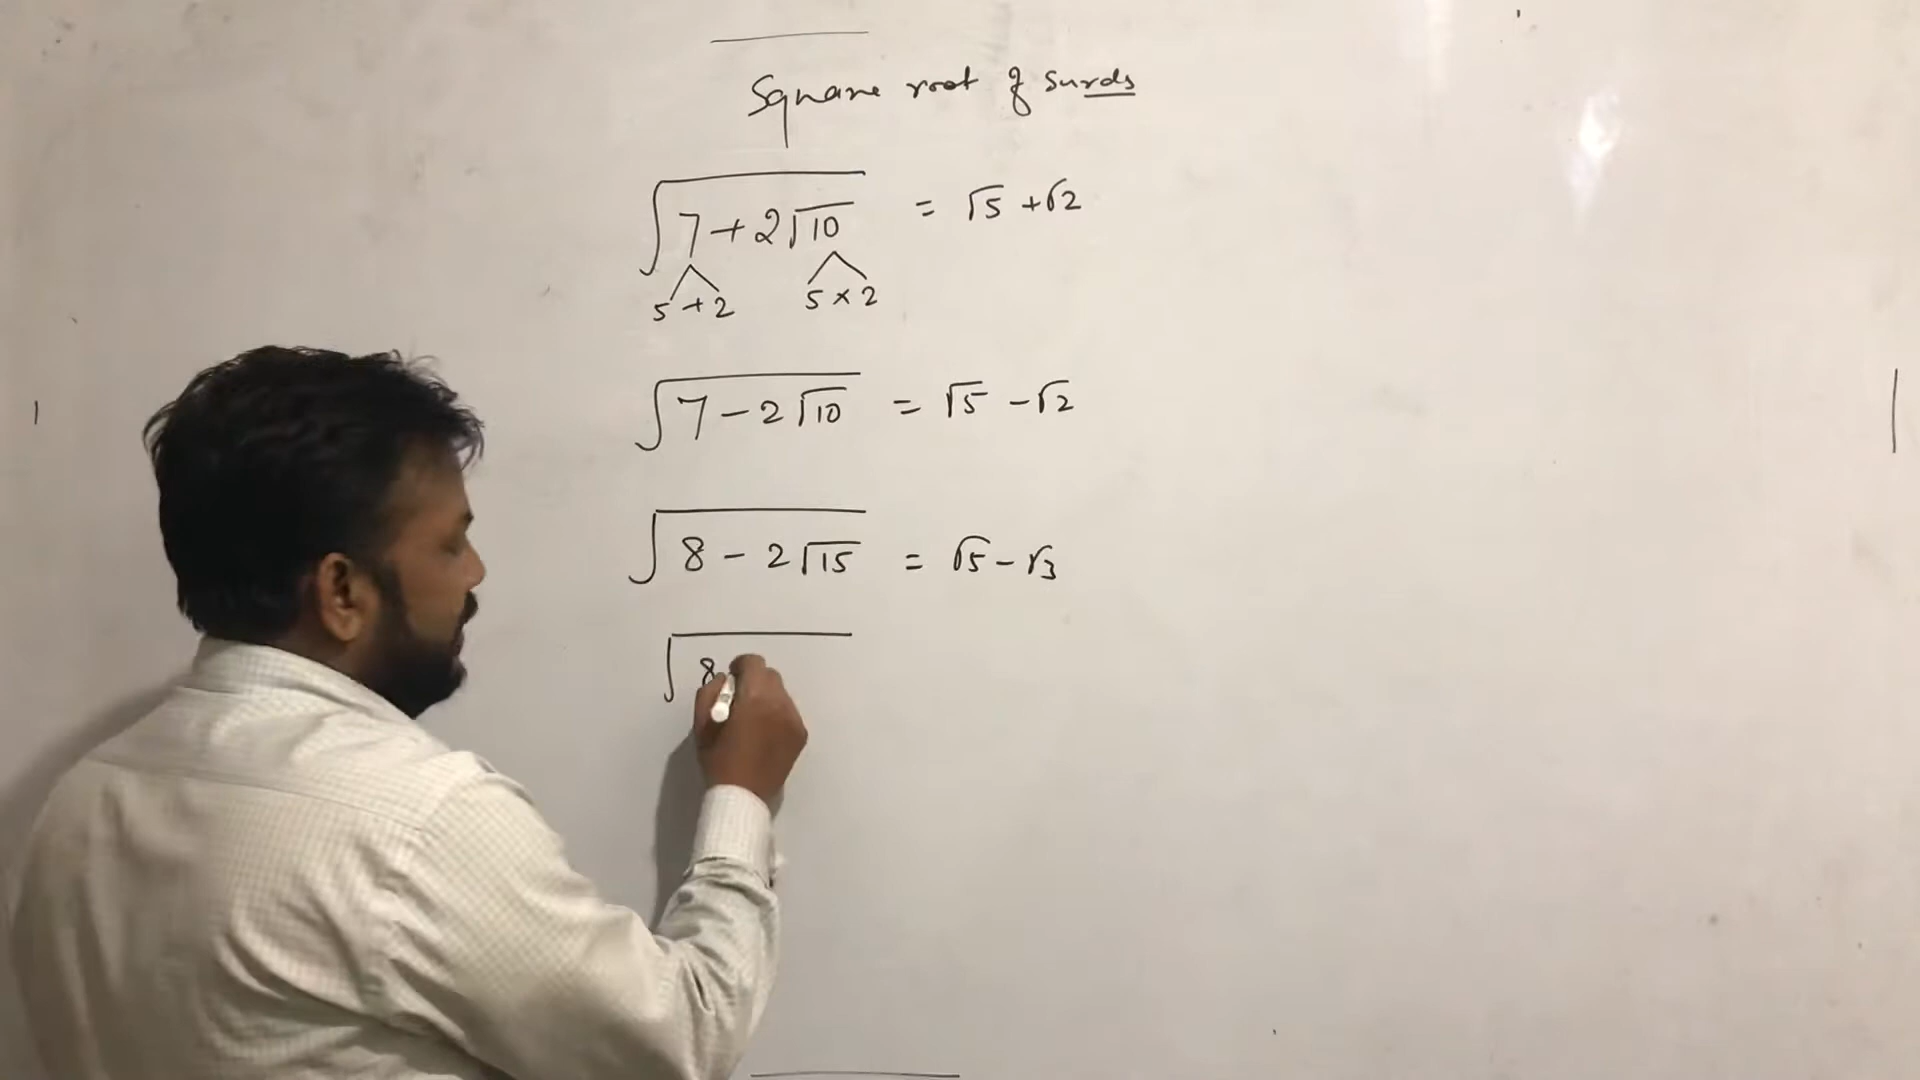 Square root of surds
√(7+2√10) = √5+√2
5+2 5×2
√(7-2√10) = √5-√2
√(8-2√15) = √5-√3
√8